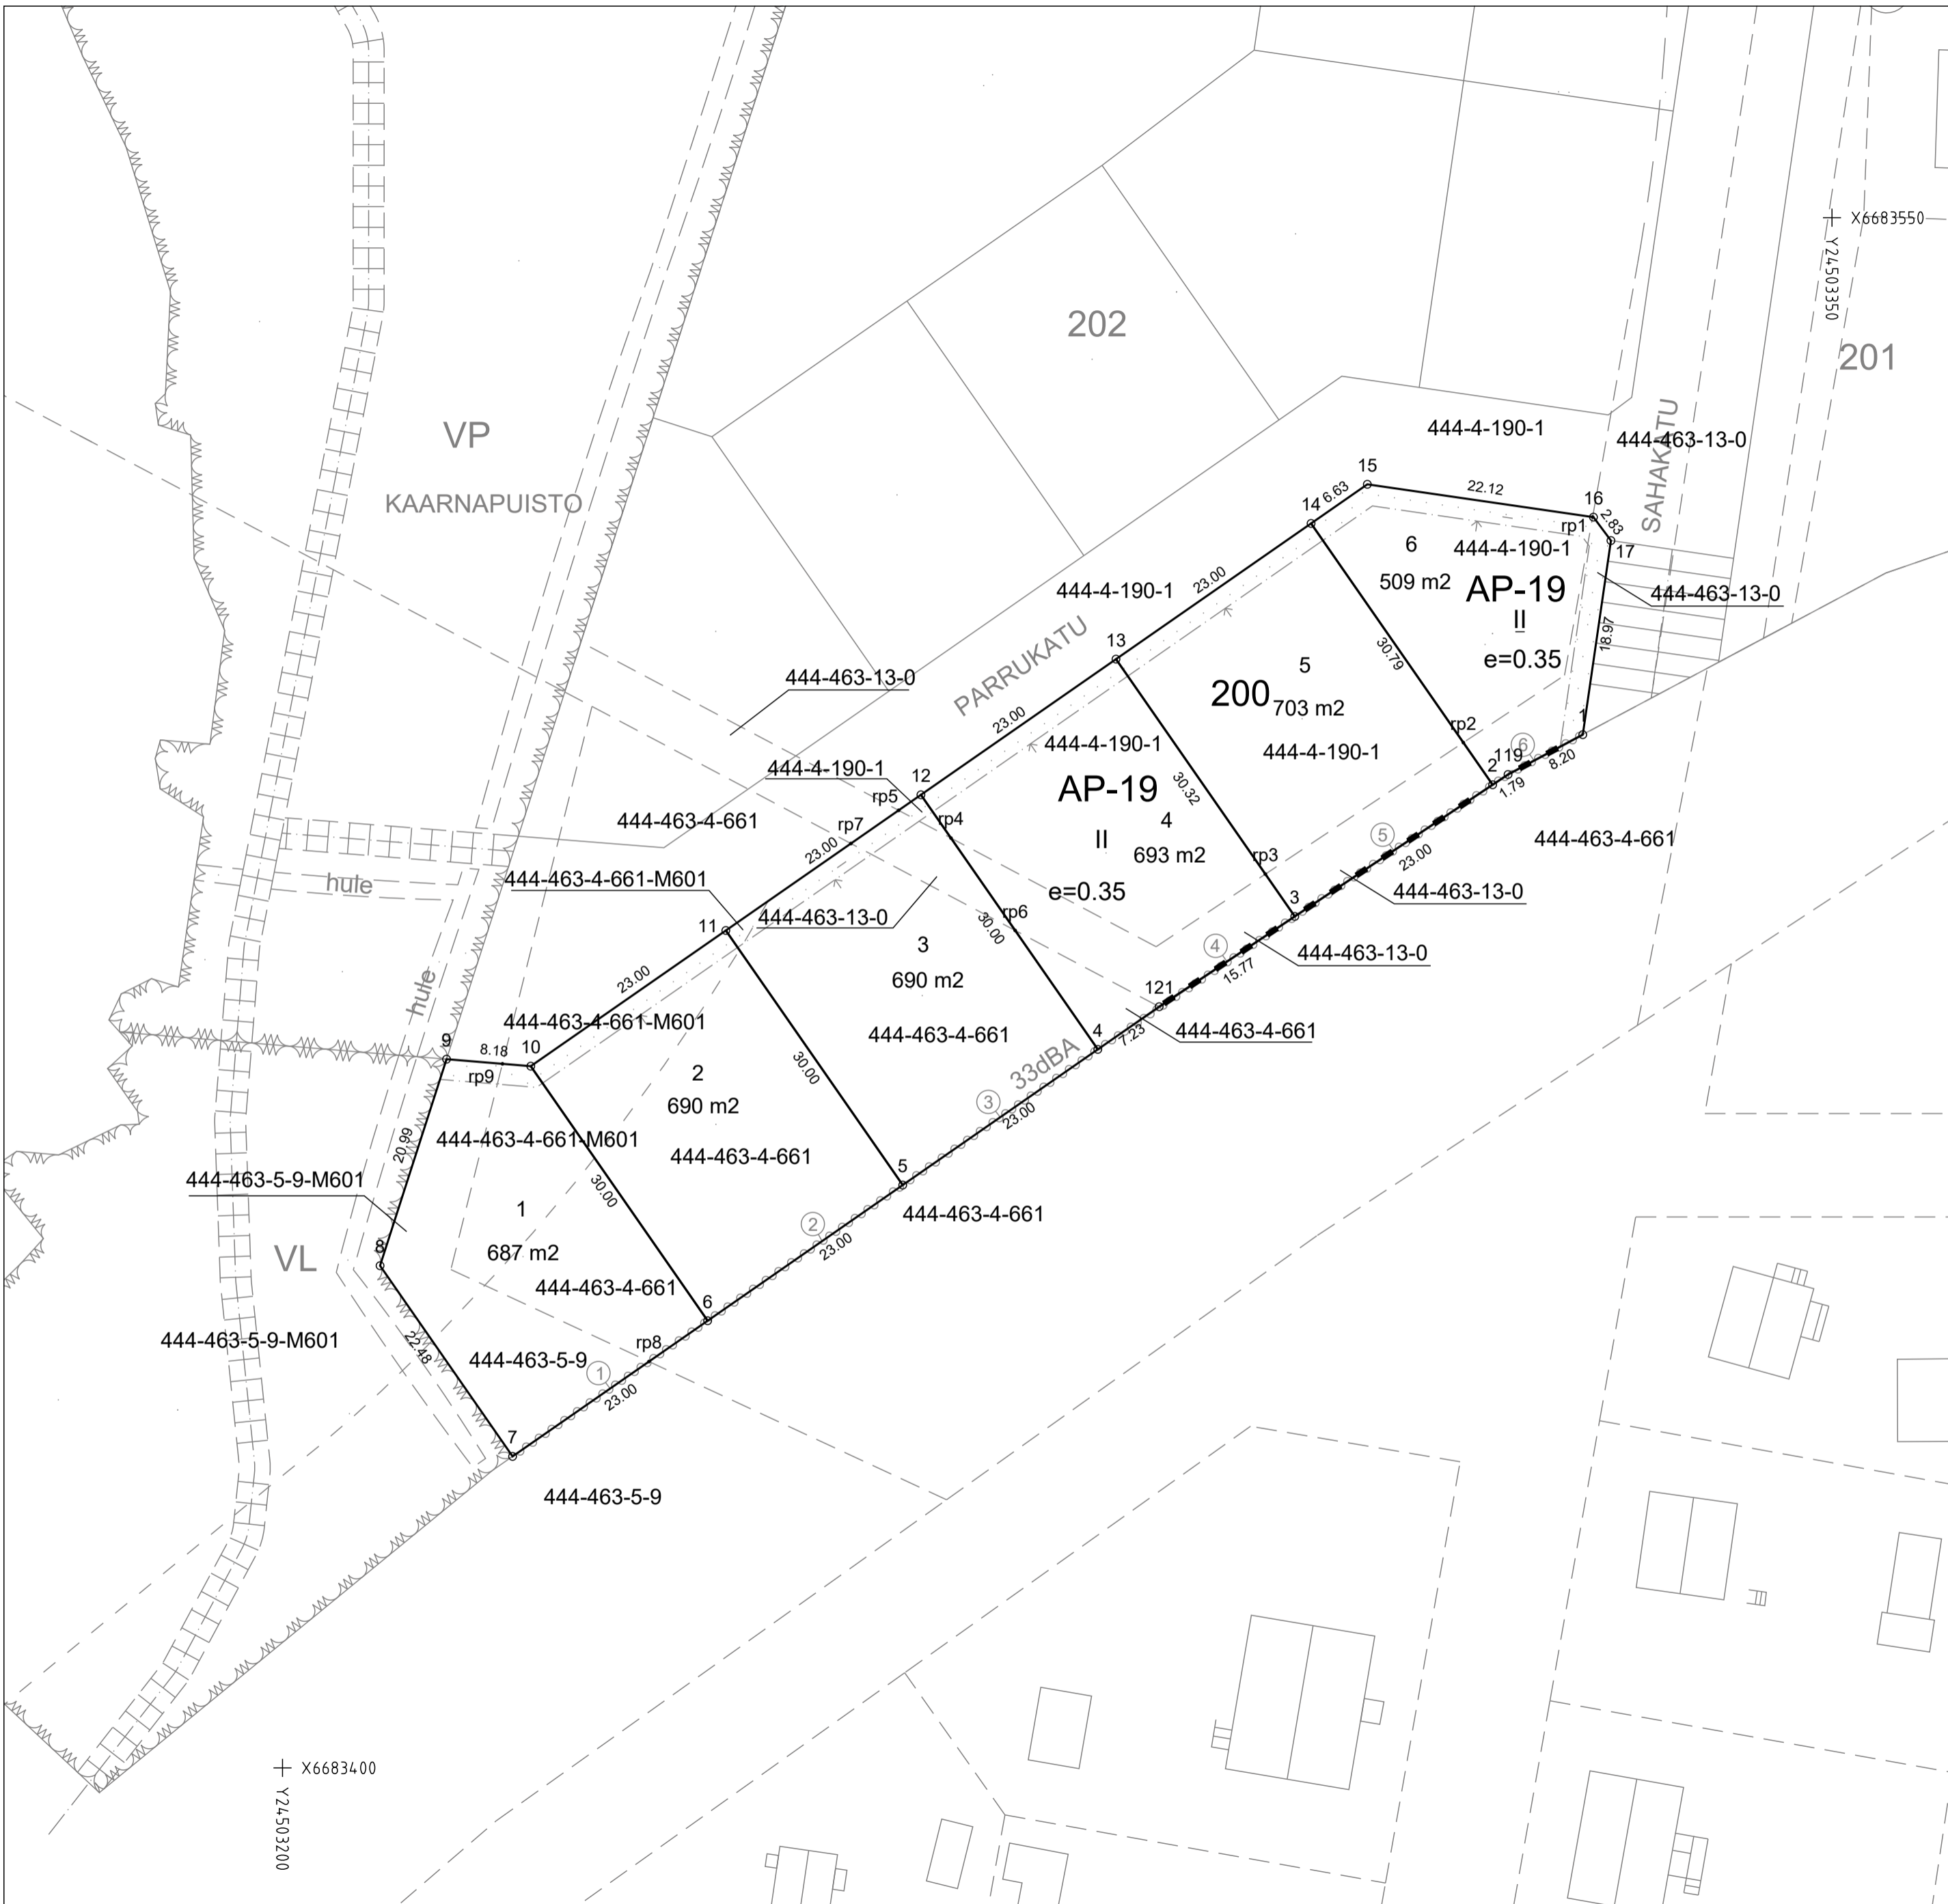 X6683550
Y24503350
202
201
VP
KAARNAPUISTO
444-4-190-1
444-463-13-0
SAHAKATU
15
22.12
16
2.83
6.63
14
rp1
17
6
444-4-190-1
509 m2
AP-19
II
e=0.35
444-463-13-0
18.97
444-4-190-1
23.00
13
PARRUKATU
30.79
5
200
703 m2
444-4-190-1
rp2
444-463-13-0
23.00
444-4-190-1
1
2
119
6
8.20
1.79
444-4-190-1
12
AP-19
30.32
rp5
rp4
4
II
693 m2
e=0.35
rp3
5
23.00
444-463-4-661
444-463-4-661
rp7
23.00
444-463-13-0
hule
444-463-4-661-M601
444-463-13-0
3
11
30.00
rp6
3
690 m2
4
15.77
444-463-13-0
23.00
hule
121
444-463-4-661-M601
444-463-4-661
444-463-4-661
4
7.23
33dBA
9
8.18
10
rp9
2
690 m2
30.00
3
23.00
20.99
444-463-4-661-M601
444-463-4-661
444-463-5-9-M601
5
1
30.00
444-463-4-661
2
23.00
VL
8
687 m2
444-463-4-661
6
22.48
444-463-5-9-M601
444-463-5-9
rp8
1
23.00
7
444-463-5-9
X6683400
Y24503200